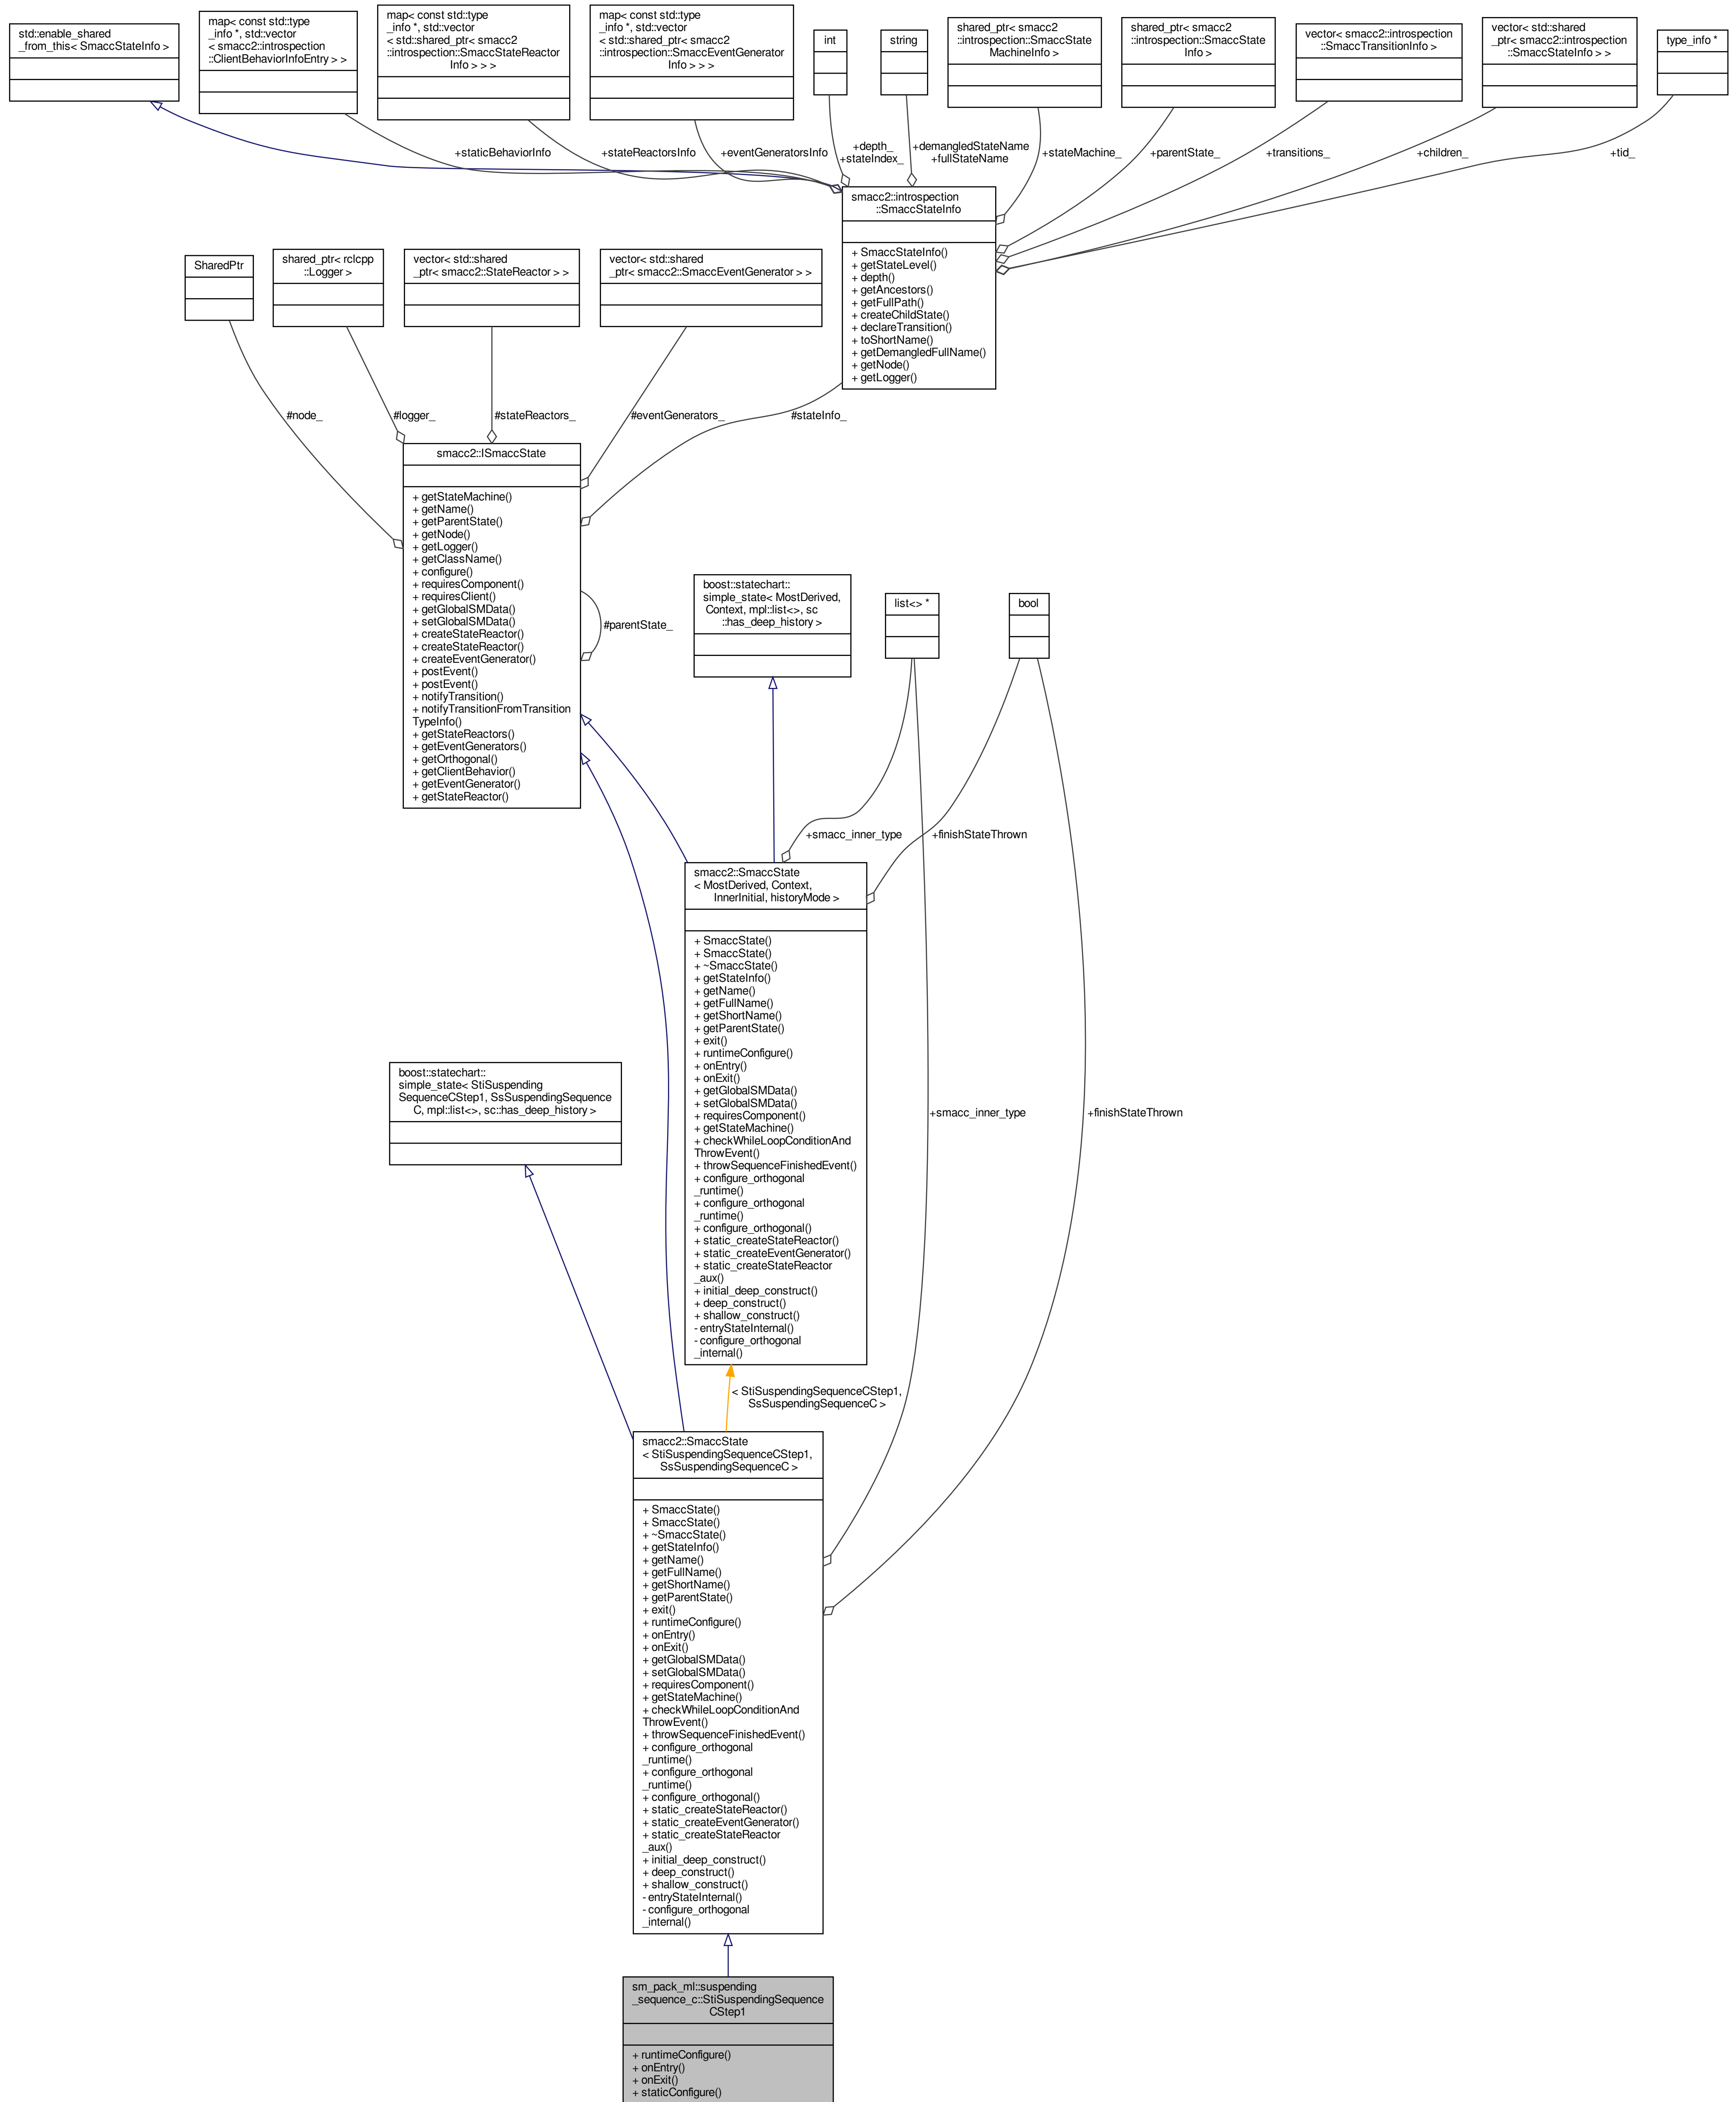 std::enable_shared
_from_this< SmaccStateInfo >
map< const std::type
_info *, std::vector
< smacc2::introspection
::ClientBehaviorInfoEntry > >
map< const std::type
_info *, std::vector
< std::shared_ptr< smacc2
::introspection::SmaccStateReactor
Info > > >
map< const std::type
_info *, std::vector
< std::shared_ptr< smacc2
::introspection::SmaccEventGenerator
Info > > >
int
string
shared_ptr< smacc2
::introspection::SmaccState
MachineInfo >
shared_ptr< smacc2
::introspection::SmaccState
Info >
vector< smacc2::introspection
::SmaccTransitionInfo >
vector< std::shared
_ptr< smacc2::introspection
::SmaccStateInfo > >
type_info *
+staticBehaviorInfo
+stateReactorsInfo
+eventGeneratorsInfo
+depth_
+stateIndex_
+demangledStateName
+fullStateName
+stateMachine_
+parentState_
+transitions_
+children_
+tid_
smacc2::introspection
::SmaccStateInfo
+ SmaccStateInfo()
+ getStateLevel()
+ depth()
+ getAncestors()
+ getFullPath()
+ createChildState()
+ declareTransition()
+ toShortName()
+ getDemangledFullName()
+ getNode()
+ getLogger()
SharedPtr
shared_ptr< rclcpp
::Logger >
vector< std::shared
_ptr< smacc2::StateReactor > >
vector< std::shared
_ptr< smacc2::SmaccEventGenerator > >
#node_
#logger_
#stateReactors_
#eventGenerators_
#stateInfo_
smacc2::ISmaccState
+ getStateMachine()
+ getName()
+ getParentState()
+ getNode()
+ getLogger()
+ getClassName()
+ configure()
+ requiresComponent()
+ requiresClient()
+ getGlobalSMData()
+ setGlobalSMData()
+ createStateReactor()
+ createStateReactor()
+ createEventGenerator()
+ postEvent()
+ postEvent()
+ notifyTransition()
+ notifyTransitionFromTransition
TypeInfo()
+ getStateReactors()
+ getEventGenerators()
+ getOrthogonal()
+ getClientBehavior()
+ getEventGenerator()
+ getStateReactor()
#parentState_
boost::statechart::
simple_state< MostDerived,
Context, mpl::list<>, sc
::has_deep_history >
list<> *
bool
+smacc_inner_type
+finishStateThrown
smacc2::SmaccState
< MostDerived, Context,
InnerInitial, historyMode >
+ SmaccState()
+ SmaccState()
+ ~SmaccState()
+ getStateInfo()
+ getName()
+ getFullName()
+ getShortName()
+ getParentState()
+ exit()
+ runtimeConfigure()
+ onEntry()
+ onExit()
+ getGlobalSMData()
+ setGlobalSMData()
+ requiresComponent()
+ getStateMachine()
+ checkWhileLoopConditionAnd
ThrowEvent()
+ throwSequenceFinishedEvent()
+ configure_orthogonal
_runtime()
+ configure_orthogonal
_runtime()
+ configure_orthogonal()
+ static_createStateReactor()
+ static_createEventGenerator()
+ static_createStateReactor
_aux()
+ initial_deep_construct()
+ deep_construct()
+ shallow_construct()
- entryStateInternal()
- configure_orthogonal
_internal()
boost::statechart::
simple_state< StiSuspending
SequenceCStep1, SsSuspendingSequence
C, mpl::list<>, sc::has_deep_history >
+smacc_inner_type
+finishStateThrown
< StiSuspendingSequenceCStep1,
SsSuspendingSequenceC >
smacc2::SmaccState
< StiSuspendingSequenceCStep1,
SsSuspendingSequenceC >
+ SmaccState()
+ SmaccState()
+ ~SmaccState()
+ getStateInfo()
+ getName()
+ getFullName()
+ getShortName()
+ getParentState()
+ exit()
+ runtimeConfigure()
+ onEntry()
+ onExit()
+ getGlobalSMData()
+ setGlobalSMData()
+ requiresComponent()
+ getStateMachine()
+ checkWhileLoopConditionAnd
ThrowEvent()
+ throwSequenceFinishedEvent()
+ configure_orthogonal
_runtime()
+ configure_orthogonal
_runtime()
+ configure_orthogonal()
+ static_createStateReactor()
+ static_createEventGenerator()
+ static_createStateReactor
_aux()
+ initial_deep_construct()
+ deep_construct()
+ shallow_construct()
- entryStateInternal()
- configure_orthogonal
_internal()
sm_pack_ml::suspending
_sequence_c::StiSuspendingSequence
CStep1
+ runtimeConfigure()
+ onEntry()
+ onExit()
+ staticConfigure()